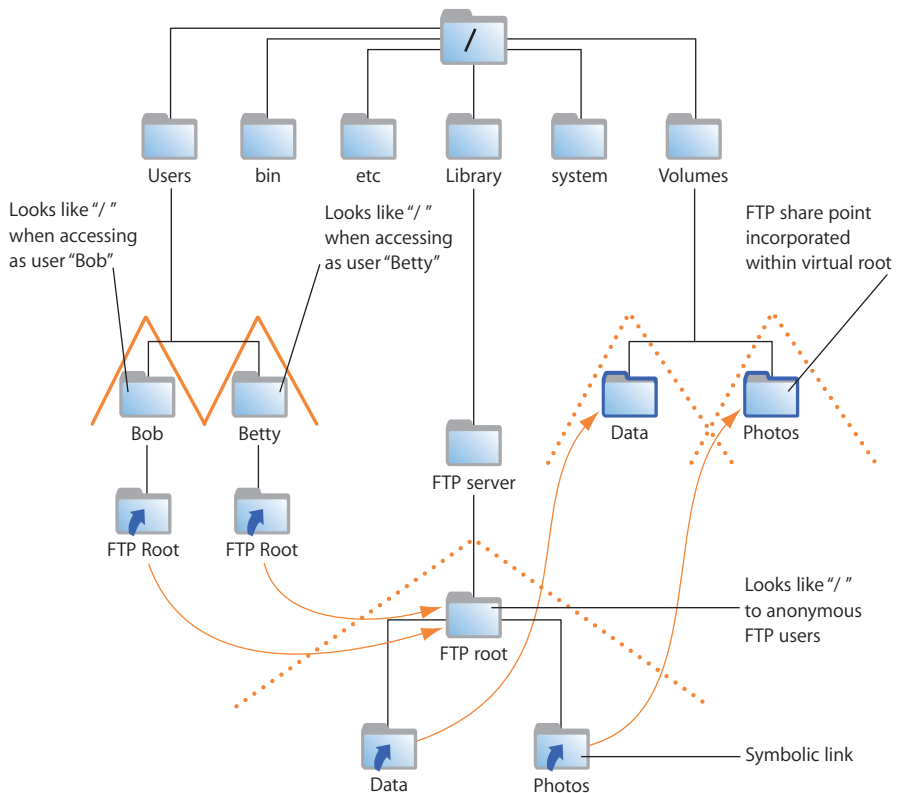 /
Users
bin
etc
Library
system
Volumes
Looks like “/ ”
when accessing
as user “Bob”
Looks like “/ ”
when accessing
as user “Betty”
FTP share point
incorporated
within virtual root
Bob
Betty
Data
Photos
FTP server
FTP Root
FTP Root
Looks like “/ ”
to anonymous
FTP users
FTP root
Data
Photos
Symbolic link